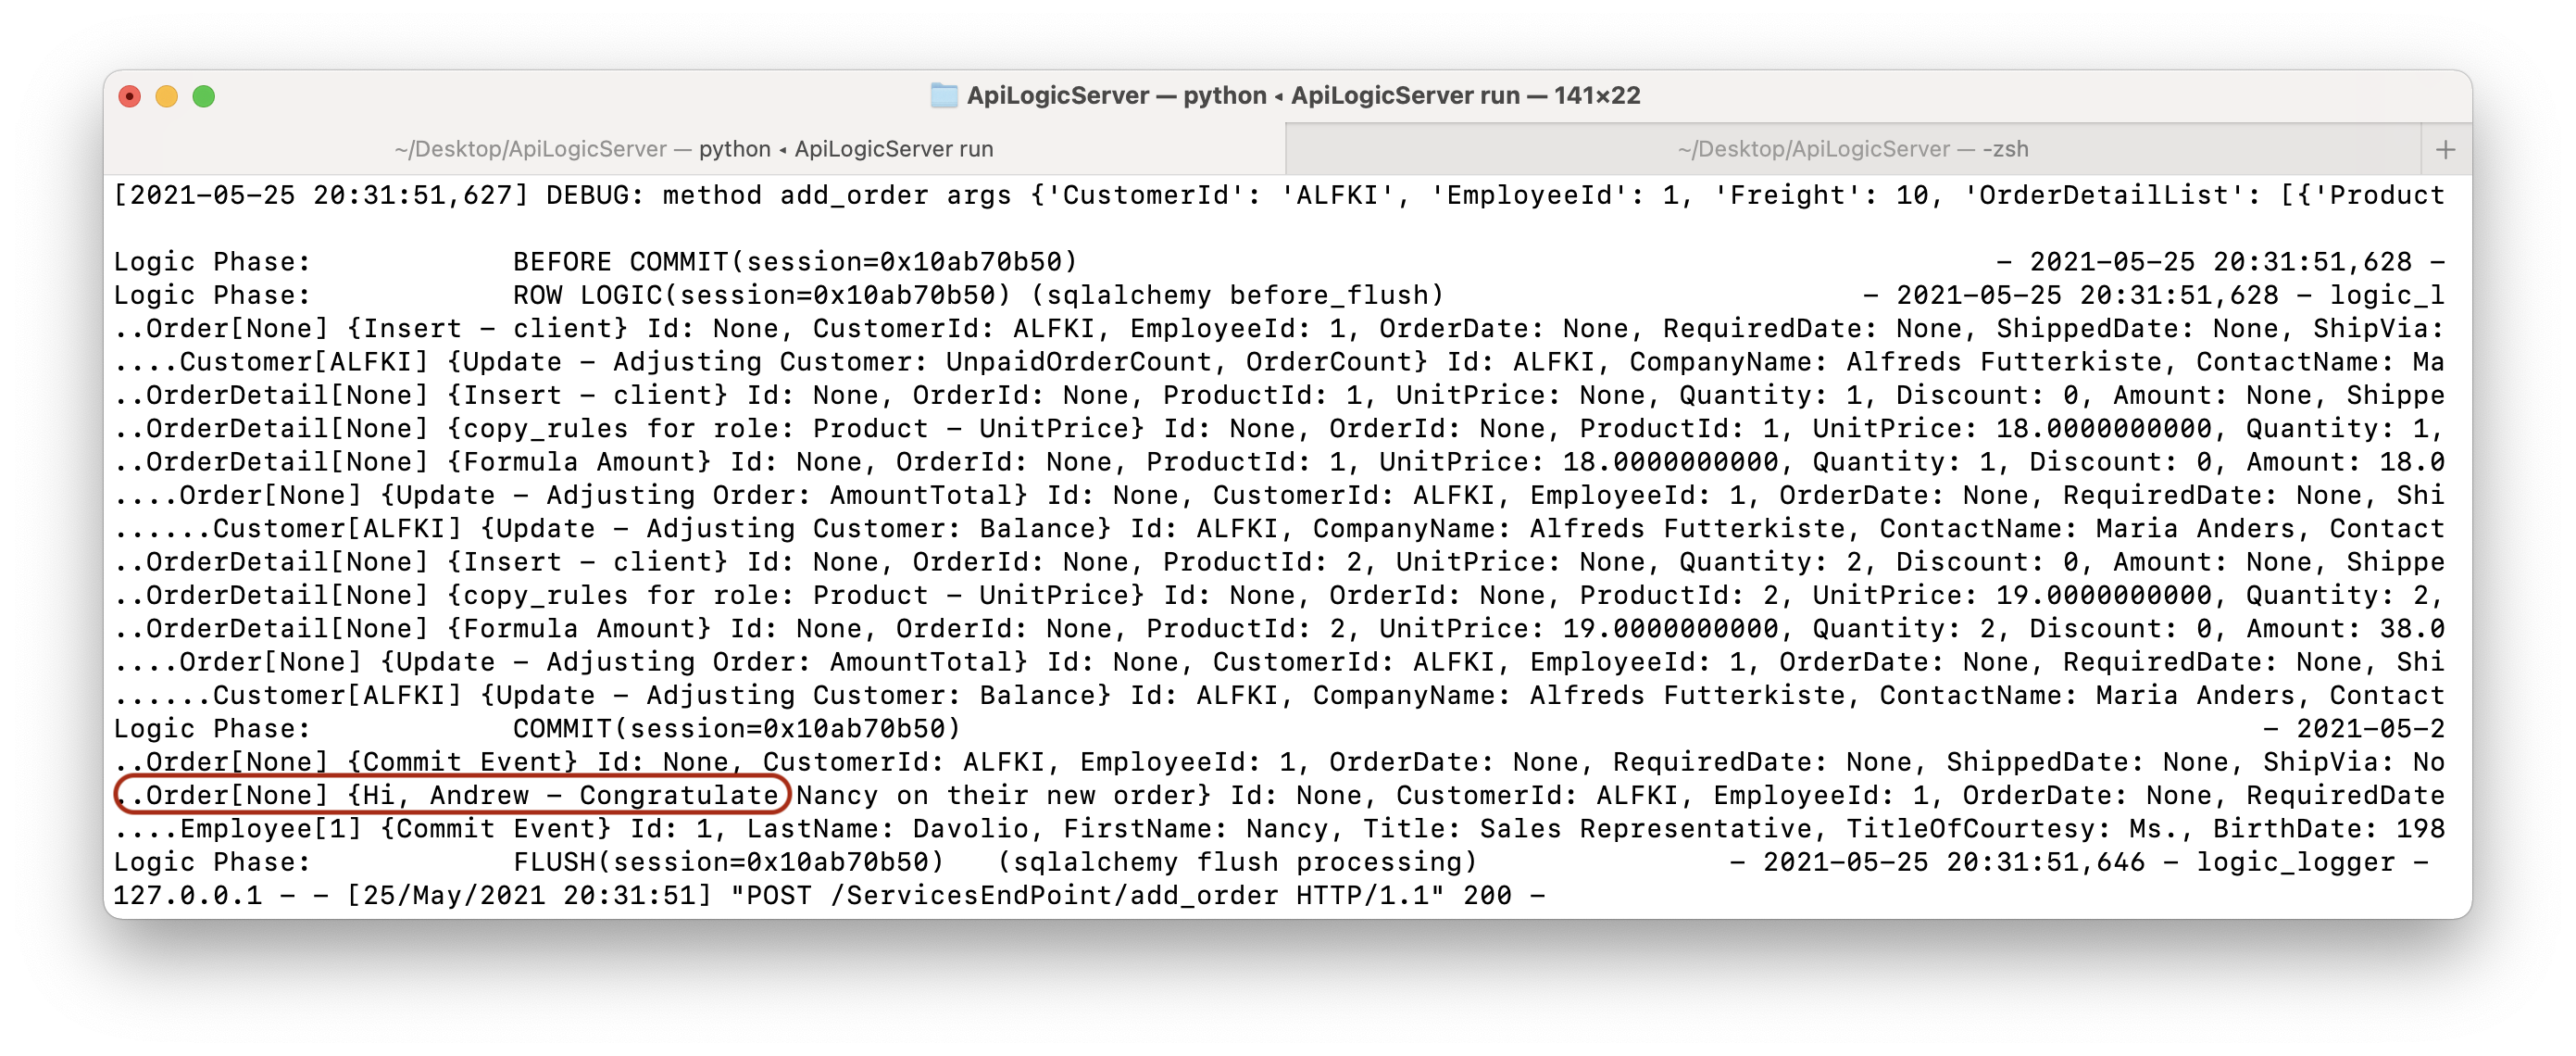 ApiLogicServer — python ◂ ApiLogicServer run — 141×22
~/Desktop/ApiLogicServer — python ◂ ApiLogicServer run
~/Desktop/ApiLogicServer — -zsh
+
[2021-05-25 20:31:51,627] DEBUG: method add_order args {'CustomerId': 'ALFKI', 'EmployeeId': 1, 'Freight': 10, 'OrderDetailList': [{'Product
Logic Phase: BEFORE COMMIT(session=0x10ab70b50) - 2021-05-25 20:31:51,628 -
Logic Phase: ROW LOGIC(session=0x10ab70b50) (sqlalchemy before_flush) - 2021-05-25 20:31:51,628 - logic_l
..Order[None] {Insert - client} Id: None, CustomerId: ALFKI, EmployeeId: 1, OrderDate: None, RequiredDate: None, ShippedDate: None, ShipVia:
....Customer[ALFKI] {Update - Adjusting Customer: UnpaidOrderCount, OrderCount} Id: ALFKI, CompanyName: Alfreds Futterkiste, ContactName: Ma
..OrderDetail[None] {Insert - client} Id: None, OrderId: None, ProductId: 1, UnitPrice: None, Quantity: 1, Discount: 0, Amount: None, Shippe
..OrderDetail[None] {copy_rules for role: Product - UnitPrice} Id: None, OrderId: None, ProductId: 1, UnitPrice: 18.0000000000, Quantity: 1,
..OrderDetail[None] {Formula Amount} Id: None, OrderId: None, ProductId: 1, UnitPrice: 18.0000000000, Quantity: 1, Discount: 0, Amount: 18.0
....Order[None] {Update - Adjusting Order: AmountTotal} Id: None, CustomerId: ALFKI, EmployeeId: 1, OrderDate: None, RequiredDate: None, Shi
......Customer[ALFKI] {Update - Adjusting Customer: Balance} Id: ALFKI, CompanyName: Alfreds Futterkiste, ContactName: Maria Anders, Contact
..OrderDetail[None] {Insert - client} Id: None, OrderId: None, ProductId: 2, UnitPrice: None, Quantity: 2, Discount: 0, Amount: None, Shippe
..OrderDetail[None] {copy_rules for role: Product - UnitPrice} Id: None, OrderId: None, ProductId: 2, UnitPrice: 19.0000000000, Quantity: 2,
..OrderDetail[None] {Formula Amount} Id: None, OrderId: None, ProductId: 2, UnitPrice: 19.0000000000, Quantity: 2, Discount: 0, Amount: 38.0
....Order[None] {Update - Adjusting Order: AmountTotal} Id: None, CustomerId: ALFKI, EmployeeId: 1, OrderDate: None, RequiredDate: None, Shi
......Customer[ALFKI] {Update - Adjusting Customer: Balance} Id: ALFKI, CompanyName: Alfreds Futterkiste, ContactName: Maria Anders, Contact
Logic Phase: COMMIT(session=0x10ab70b50) - 2021-05-2
..Order[None] {Commit Event} Id: None, CustomerId: ALFKI, EmployeeId: 1, OrderDate: None, RequiredDate: None, ShippedDate: None, ShipVia: No
..Order[None] {Hi, Andrew - Congratulate Nancy on their new order} Id: None, CustomerId: ALFKI, EmployeeId: 1, OrderDate: None, RequiredDate
....Employee[1] {Commit Event} Id: 1, LastName: Davolio, FirstName: Nancy, Title: Sales Representative, TitleOfCourtesy: Ms., BirthDate: 198
Logic Phase: FLUSH(session=0x10ab70b50) (sqlalchemy flush processing) - 2021-05-25 20:31:51,646 - logic_logger -
127.0.0.1 - - [25/May/2021 20:31:51] "POST /ServicesEndPoint/add_order HTTP/1.1" 200 -